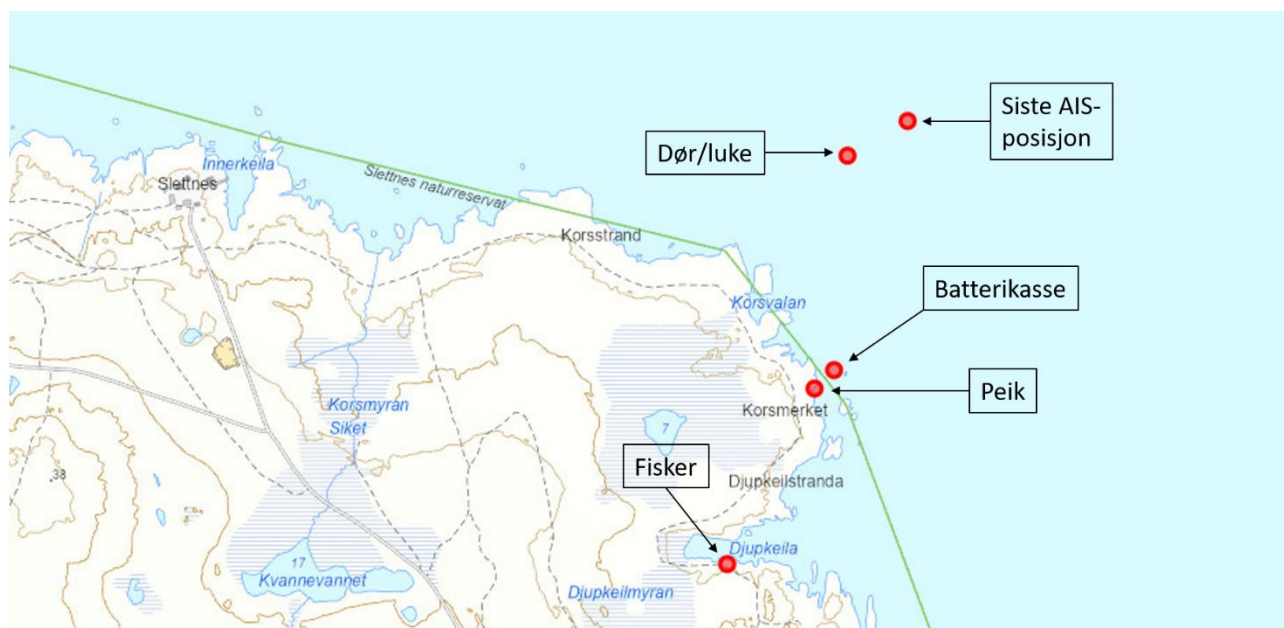 Siste AIS-
posisjon
Dør/luke
Innerkeila
Slettnes
Slettnes naturreservat
Korsstrand
Korsvalan
Batterikasse
Peik
Korsmyran
Siket
Korsmerket
7
Fisker
Djupkeilstranda
38
Djupkeila
17
Kvannevannet
Djupkeilmyran